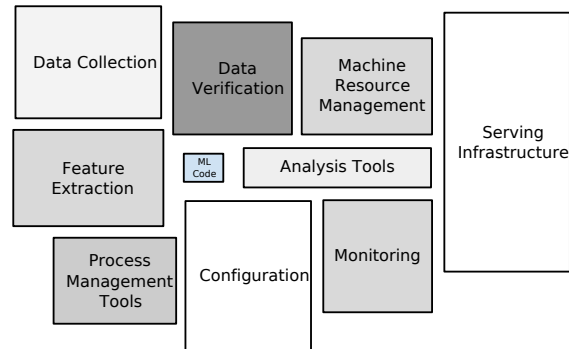 Data Collection
Data
Verification
Machine
Resource
Management
Serving
Infrastructure
Feature
Extraction
ML
Code
Analysis Tools
Process
Management
Tools
Configuration
Monitoring